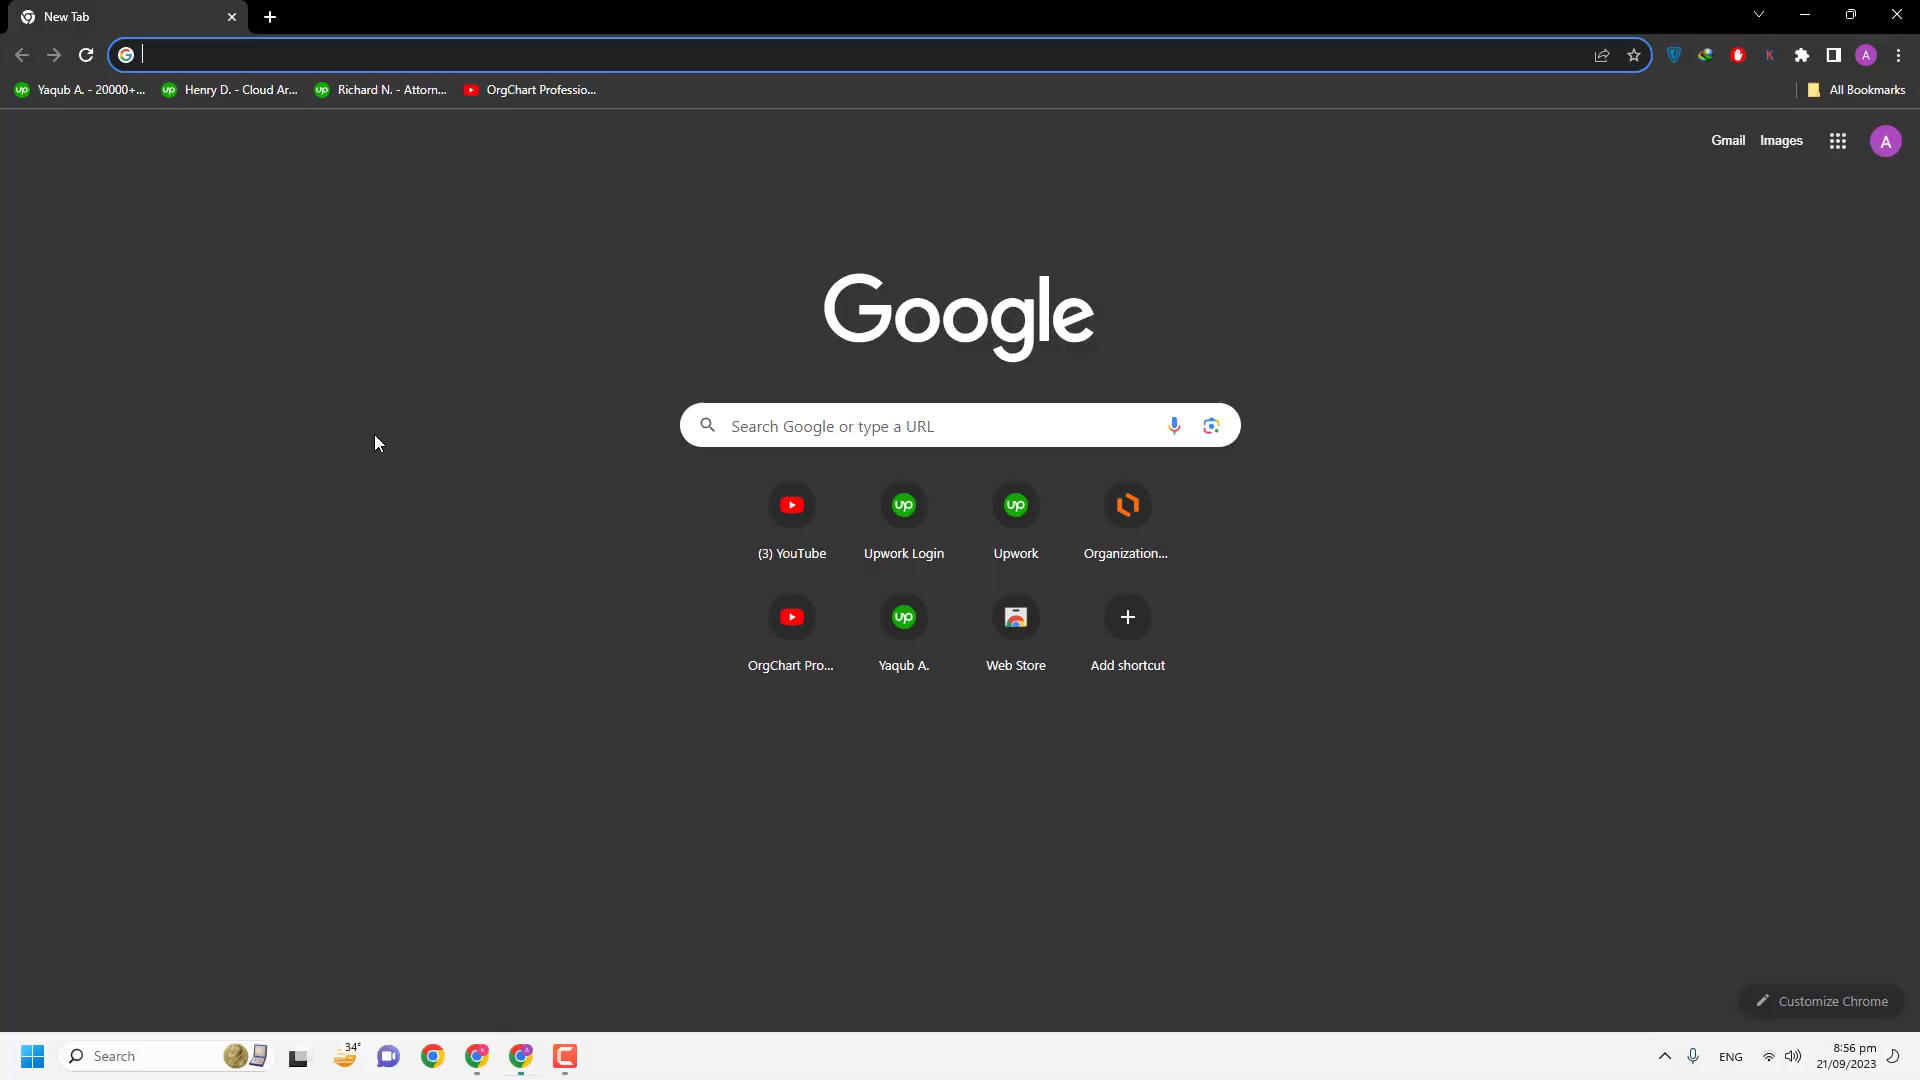 New Tab
Yaqub A. - 20000+... Henry D. - Cloud Ar... Richard N. - Attorn... OrgChart Professio... All Bookmarks
Gmail Images A
Google
Search Google or type a URL
(3) YouTube Upwork Login Upwork Organization...
OrgChart Pro... Yaqub A. Web Store Add shortcut
Customize Chrome
Search 34° ENG 8:56 pm
21/09/2023